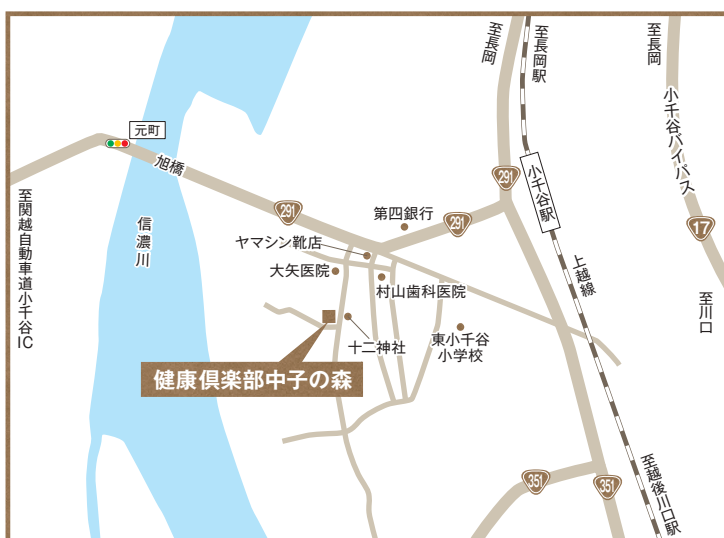 至長岡
至長岡駅
至長岡
元町
旭橋
小千谷バイパス
小千谷駅
291
至関越自動車道小千谷IC
信濃川
291
第四銀行
291
17
ヤマシン靴店
大矢医院
村山歯科医院
上越線
至川口
十二神社
東小千谷
小学校
健康倶楽部中子の森
351
351
至越後川口駅